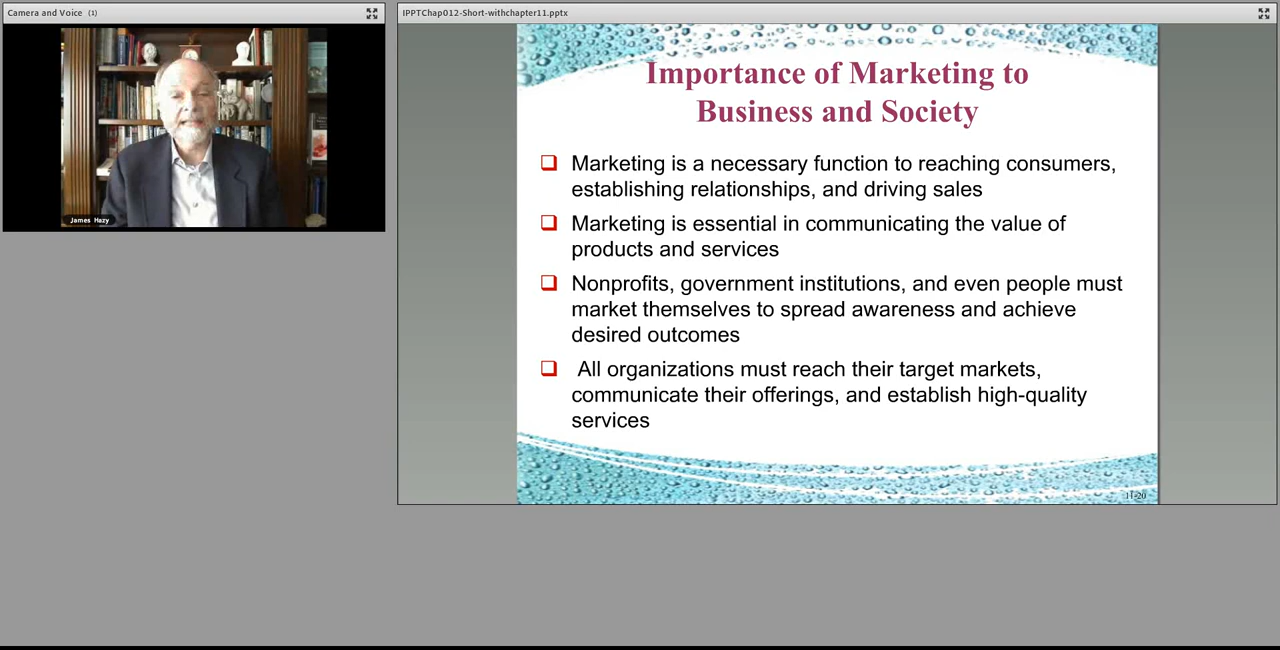 Camera and Voice (1)
James Hazy
IPPTChap012-Short-withchapter11.pptx
Importance of Marketing to
Business and Society
Marketing is a necessary function to reaching consumers,
establishing relationships, and driving sales
Marketing is essential in communicating the value of
products and services
Nonprofits, government institutions, and even people must
market themselves to spread awareness and achieve
desired outcomes
All organizations must reach their target markets,
communicate their offerings, and establish high-quality
services
11-20